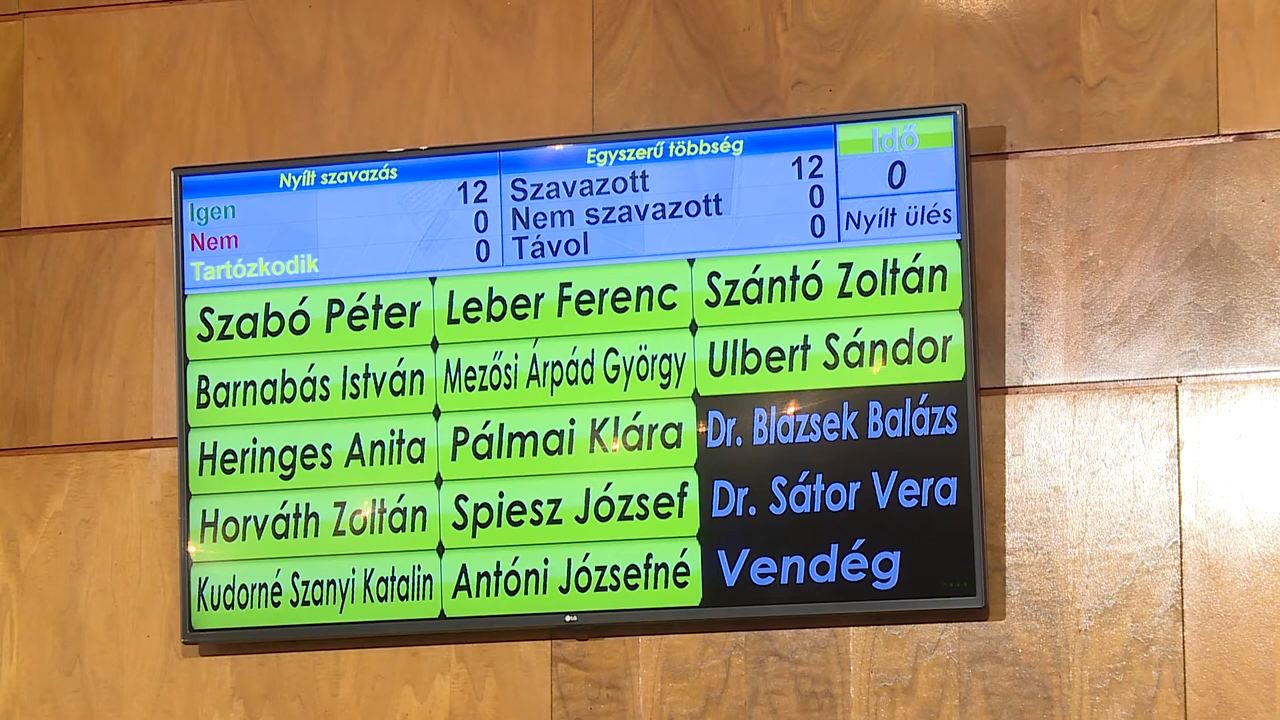 Nyílt szavazás
Igen 12
Nem 0
Tartózkodik 0
Egyszerű többség
Szavazott 12
Nem szavazott 0
Távol 0
Idő
0
Nyílt ülés
Szabó Péter
Barnabás István
Heringes Anita
Horváth Zoltán
Kudorné Szanyi Katalin
Leber Ferenc
Mezősi Árpád György
Pálmai Klára
Spiesz József
Antóni Józsefné
Szántó Zoltán
Ulbert Sándor
Dr. Blazsek Balázs
Dr. Sátor Vera
Vendég
LG